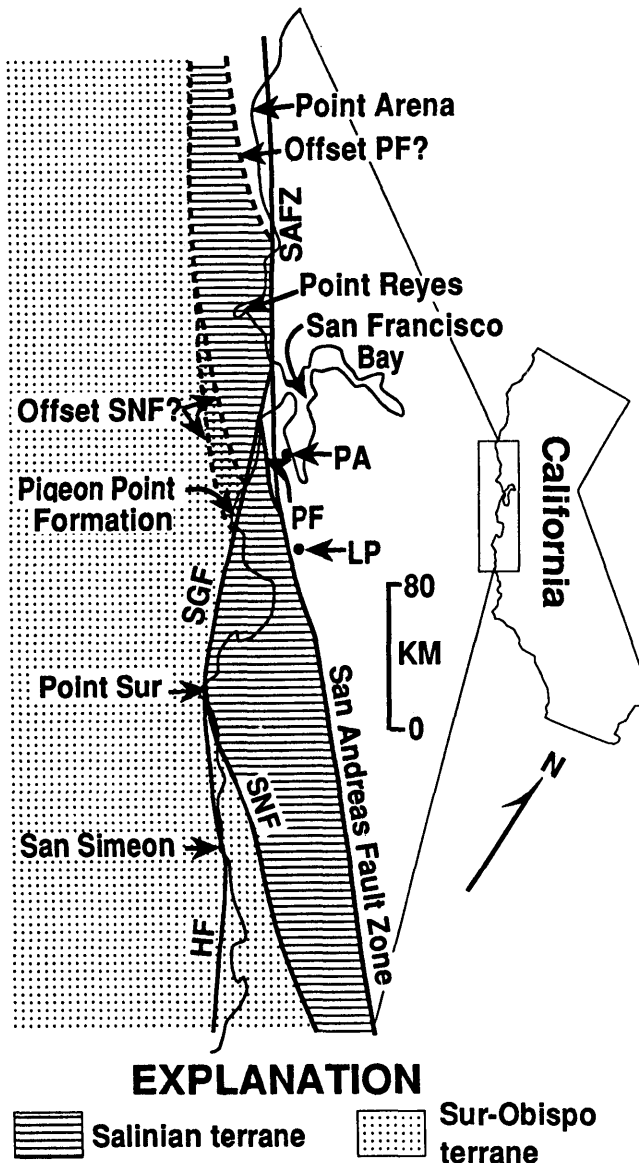 Point Arena
Offset PF?
SAFZ
Point Reyes
San Francisco
Bay
California
Offset SNF?
PA
Pigeon Point
Formation
PF
LP
SGF
80
KM
0
Point Sur
San Andreas Fault Zone
N
SNF
San Simeon
HF
EXPLANATION
Salinian terrane
Sur-Obispo
terrane